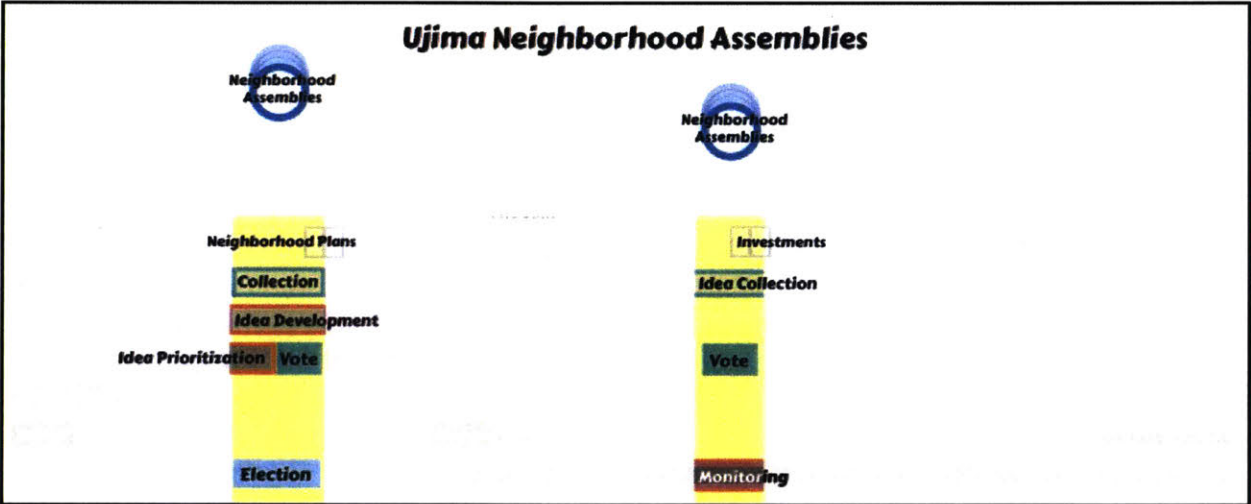 Ujima Neighborhood Assemblies
Neighborhood
Assemblies
Neighborhood Plans
Collection
Idea Development
Idea Prioritization
Vote
Election
Neighborhood
Assemblies
Investments
Idea Collection
Vote
Monitoring